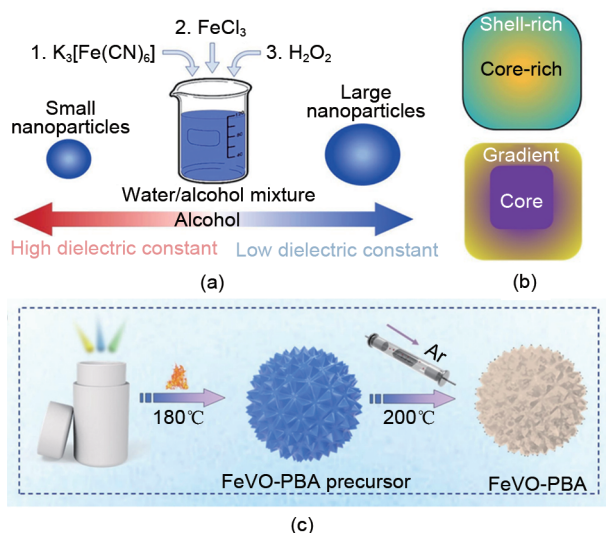 2. FeCl₃
1. K₃[Fe(CN)₆]
3. H₂O₂
Small
nanoparticles
Large
nanoparticles
Water/alcohol mixture
Alcohol
High dielectric constant
Low dielectric constant
(a)
Shell-rich
Core-rich
Gradient
Core
(b)
180℃
Ar
200℃
FeVO-PBA precursor
FeVO-PBA
(c)